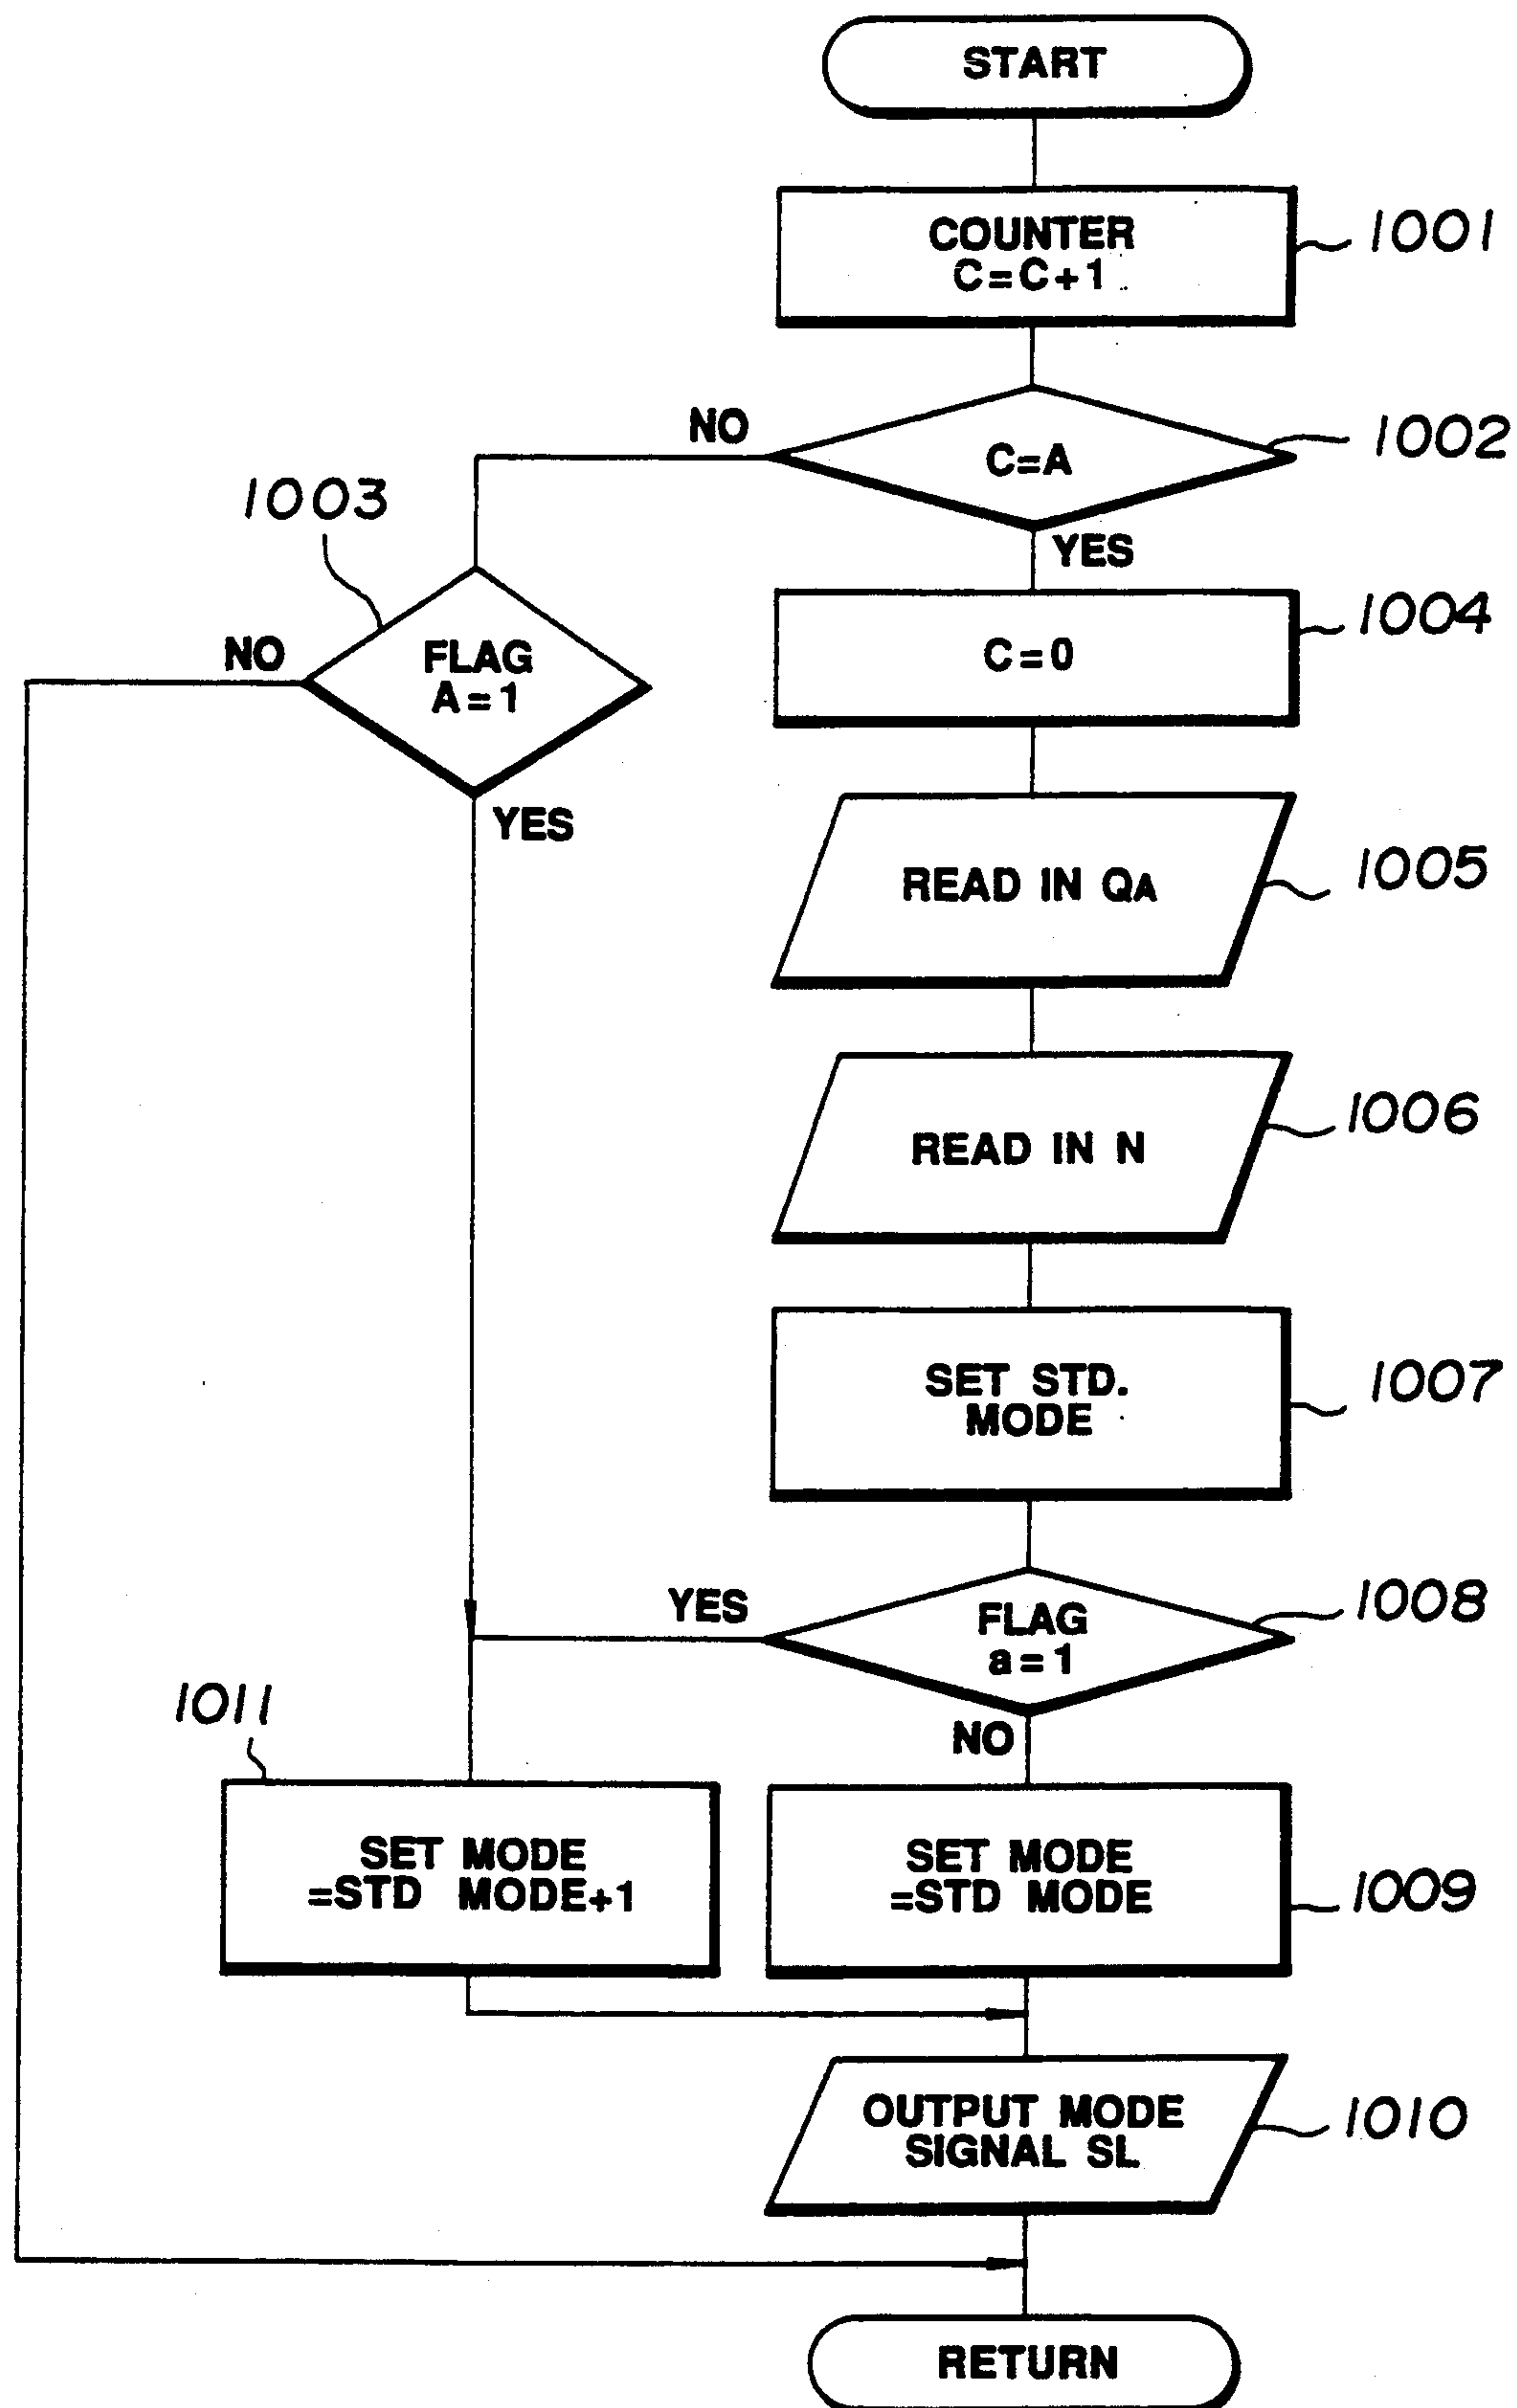 START
COUNTER
C=C+1
1001
NO
C=A
1002
YES
1003
NO
FLAG
A=1
YES
C=0
1004
READ IN QA
1005
READ IN N
1006
SET STD.
MODE
1007
YES
FLAG
a=1
1008
NO
1011
SET MODE
=STD MODE+1
SET MODE
=STD MODE
1009
OUTPUT MODE
SIGNAL SL
1010
RETURN